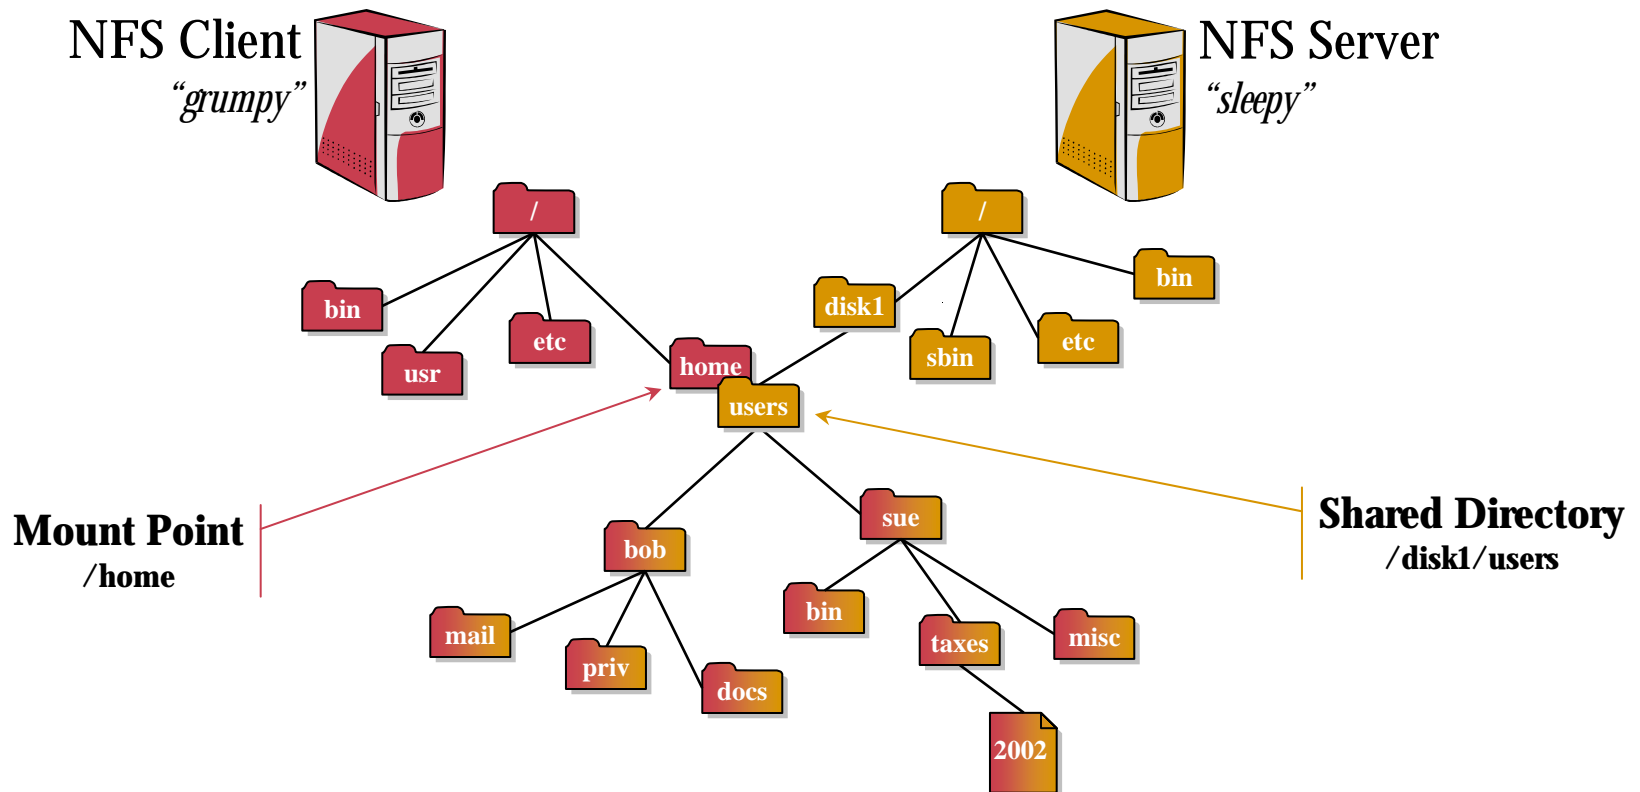 NFS Client
“grumpy”
NFS Server
“sleepy”
/
/
bin
usr
etc
home
disk1
sbin
etc
bin
users
Mount Point
/home
Shared Directory
/disk1/users
bob
sue
mail
priv
docs
bin
taxes
misc
2002